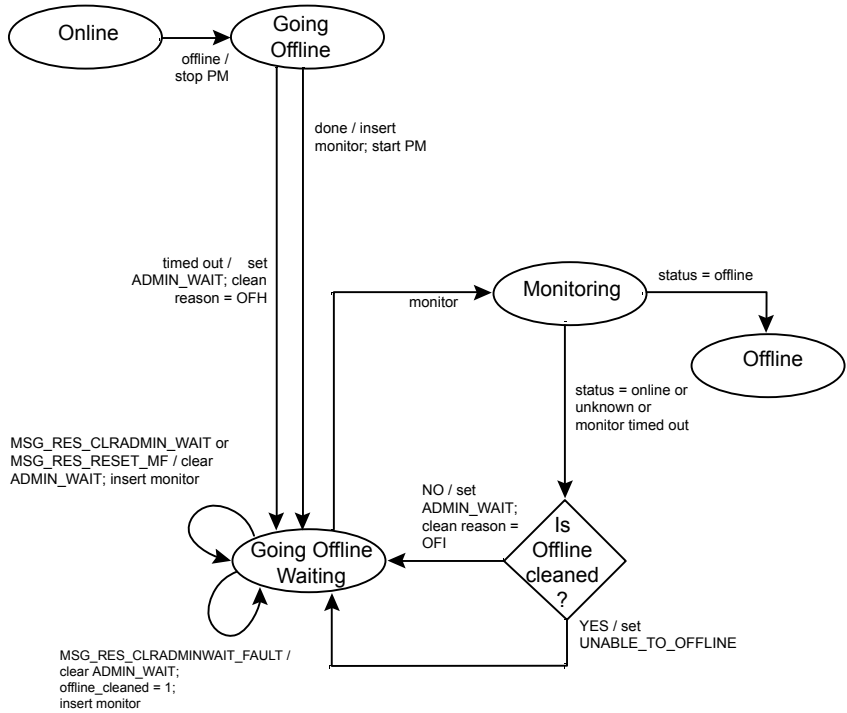 Online
Going
Offline
offline /
stop PM
done / insert
monitor; start PM
timed out / set
ADMIN_WAIT; clean
reason = OFH
monitor
Monitoring
status = offline
Offline
status = online or
unknown or
monitor timed out
MSG_RES_CLRADMIN_WAIT or
MSG_RES_RESET_MF / clear
ADMIN_WAIT; insert monitor
NO / set
ADMIN_WAIT;
clean reason =
OFI
Is
Offline
cleaned
?
Going Offline
Waiting
YES / set
UNABLE_TO_OFFLINE
MSG_RES_CLRADMINWAIT_FAULT /
clear ADMIN_WAIT;
offline_cleaned = 1;
insert monitor